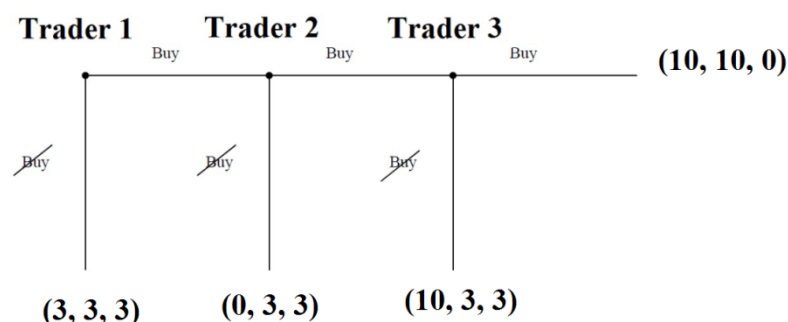 Trader 1 Trader 2 Trader 3
Buy Buy Buy
(10, 10, 0)
Buy Buy Buy
(3, 3, 3) (0, 3, 3) (10, 3, 3)